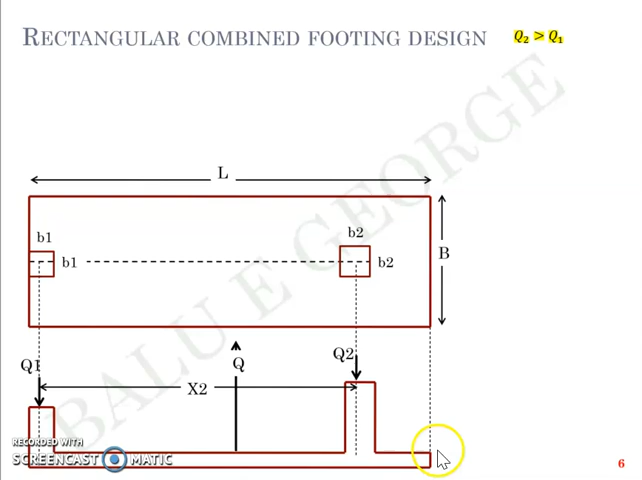 RECTANGULAR COMBINED FOOTING DESIGN
Q₂ > Q₁
BALU E GEORGE
L
b1
b1
b2
b2
B
Q1
Q2
Q
X2
RECORDED WITH
SCREENCAST MATIC
6